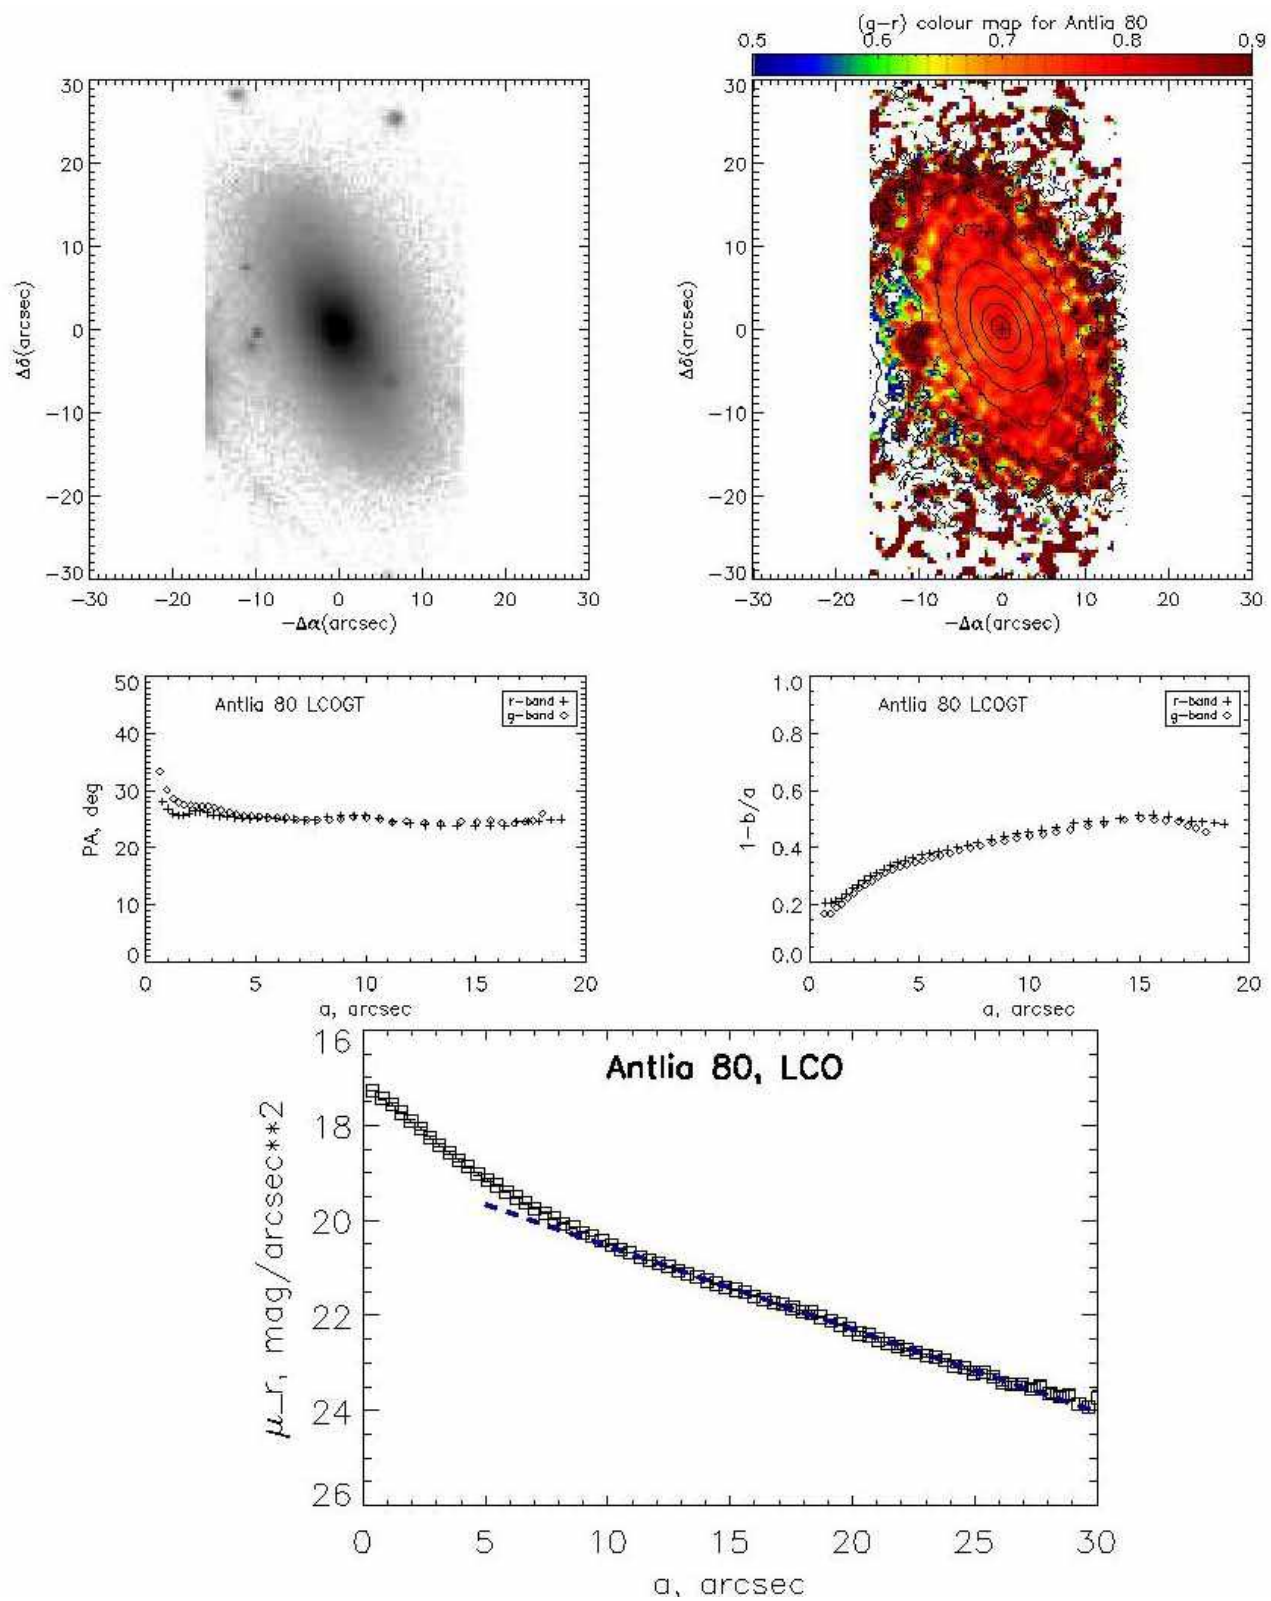 (g-r) colour map for Antlia 80
0.5 0.6 0.7 0.8 0.9
30
20
10
0
-10
-20
-30
Δδ(arcsec)
-30 -20 -10 0 10 20 30
-Δα(arcsec)
30
20
10
0
-10
-20
-30
Δδ(arcsec)
-30 -20 -10 0 10 20 30
-Δα(arcsec)
Antlia 80 LCOGT
r-band +
g-band ◇
50
40
30
20
10
0
PA, deg
0 5 10 15 20
a, arcsec
Antlia 80 LCOGT
r-band +
g-band ◇
1.0
0.8
0.6
0.4
0.2
0.0
1-b/a
0 5 10 15 20
a, arcsec
Antlia 80, LCO
16
18
20
22
24
26
μ_r, mag/arcsec**2
0 5 10 15 20 25 30
a, arcsec